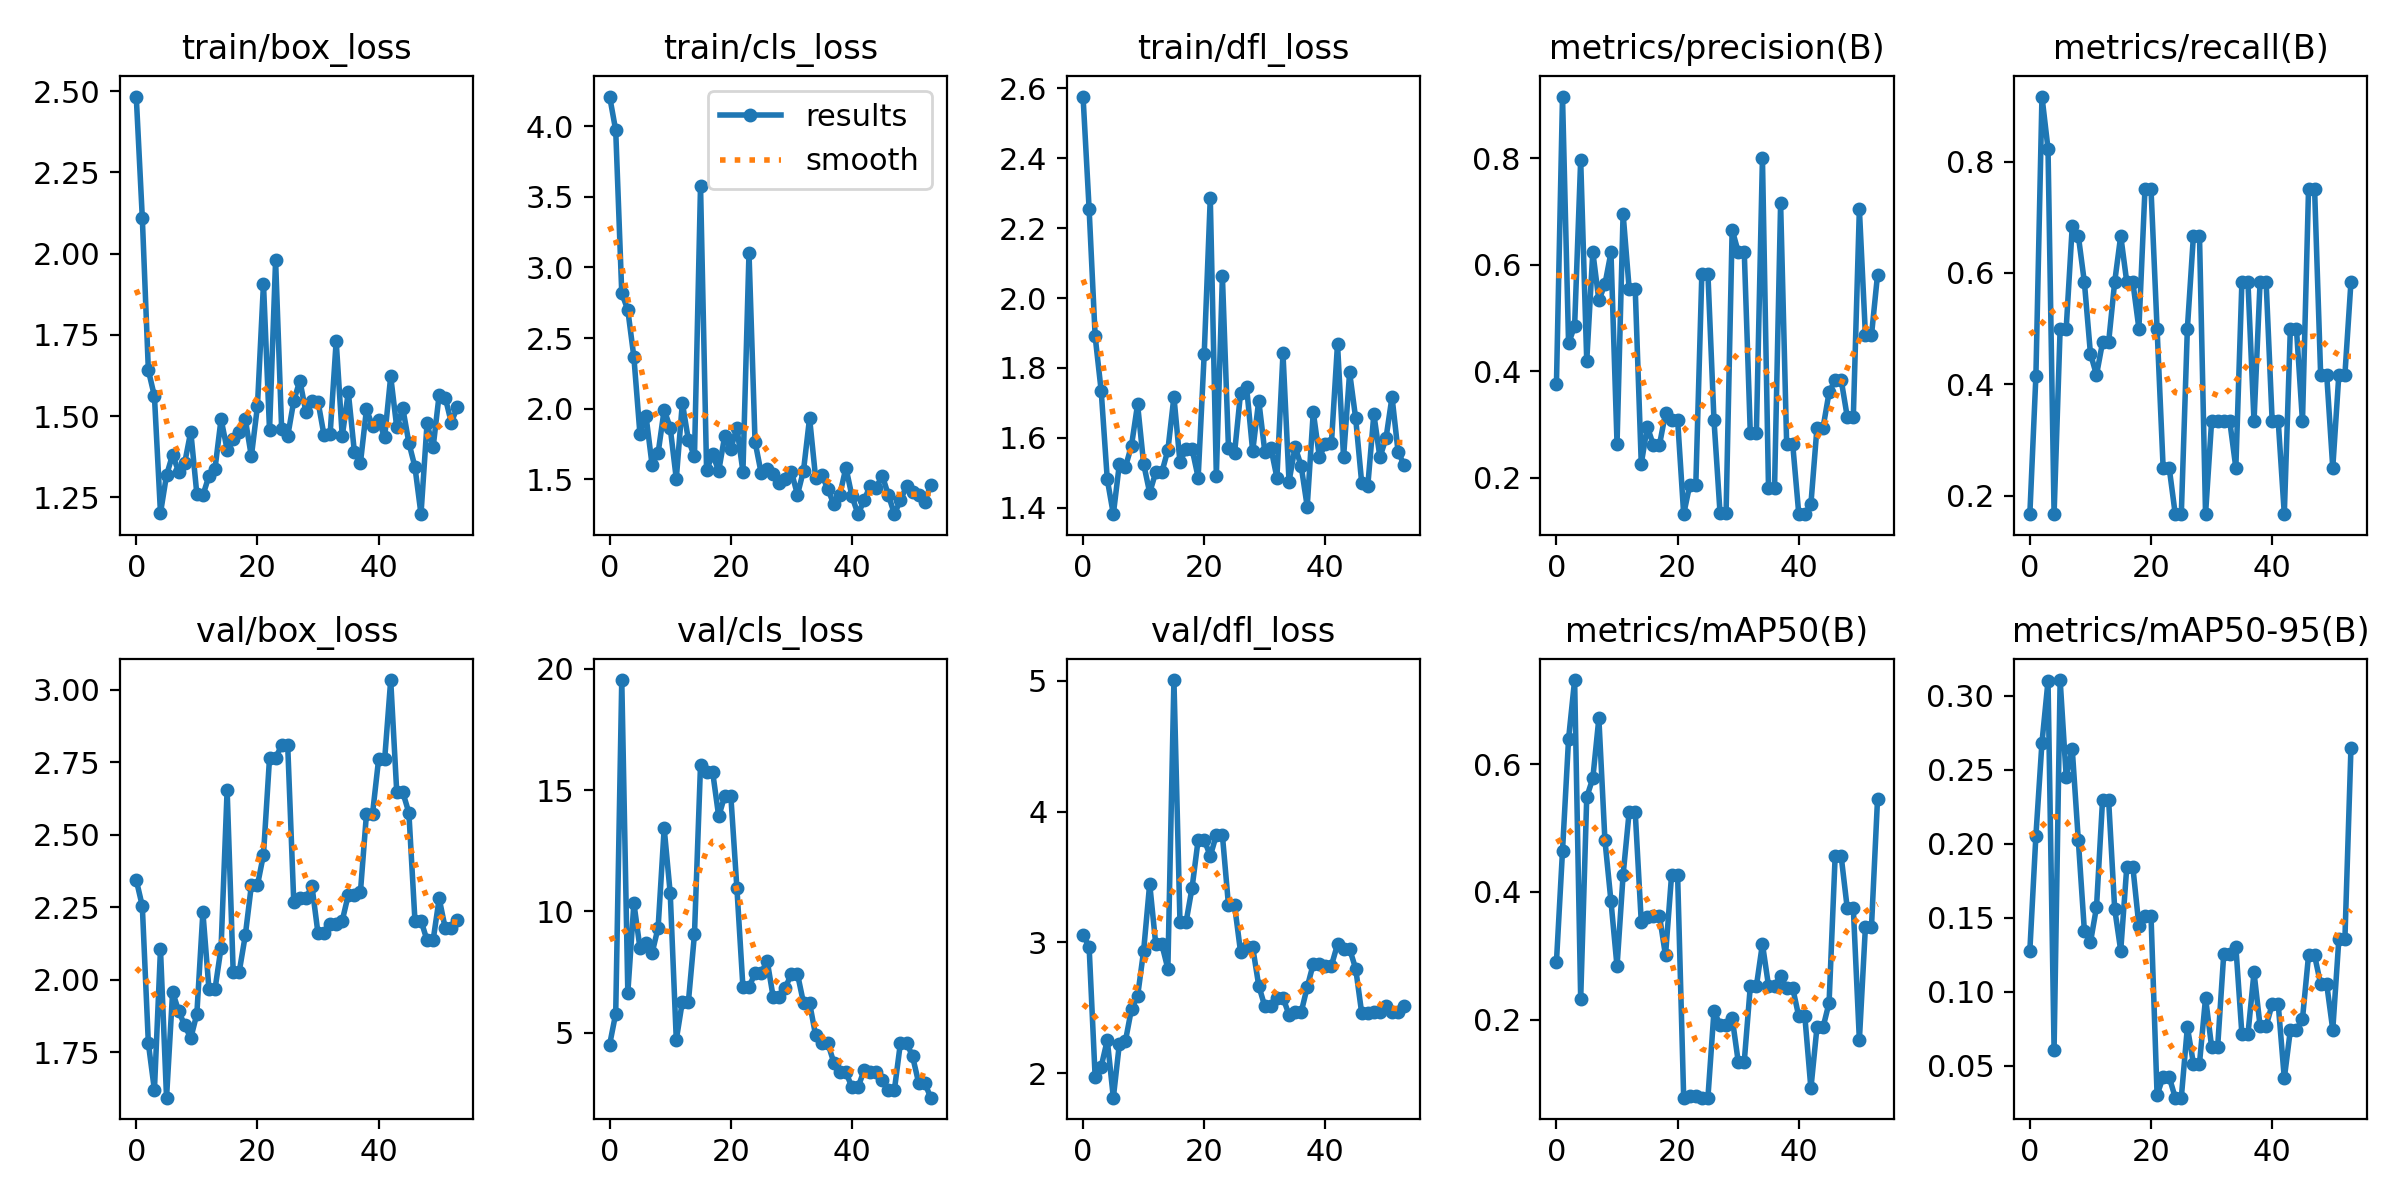 train/box_loss
2.50
2.25
2.00
1.75
1.50
1.25
0 20 40
train/cls_loss
results
smooth
4.0
3.5
3.0
2.5
2.0
1.5
0 20 40
train/dfl_loss
2.6
2.4
2.2
2.0
1.8
1.6
1.4
0 20 40
metrics/precision(B)
0.8
0.6
0.4
0.2
0 20 40
metrics/recall(B)
0.8
0.6
0.4
0.2
0 20 40
val/box_loss
3.00
2.75
2.50
2.25
2.00
1.75
0 20 40
val/cls_loss
20
15
10
5
0 20 40
val/dfl_loss
5
4
3
2
0 20 40
metrics/mAP50(B)
0.6
0.4
0.2
0 20 40
metrics/mAP50-95(B)
0.30
0.25
0.20
0.15
0.10
0.05
0 20 40